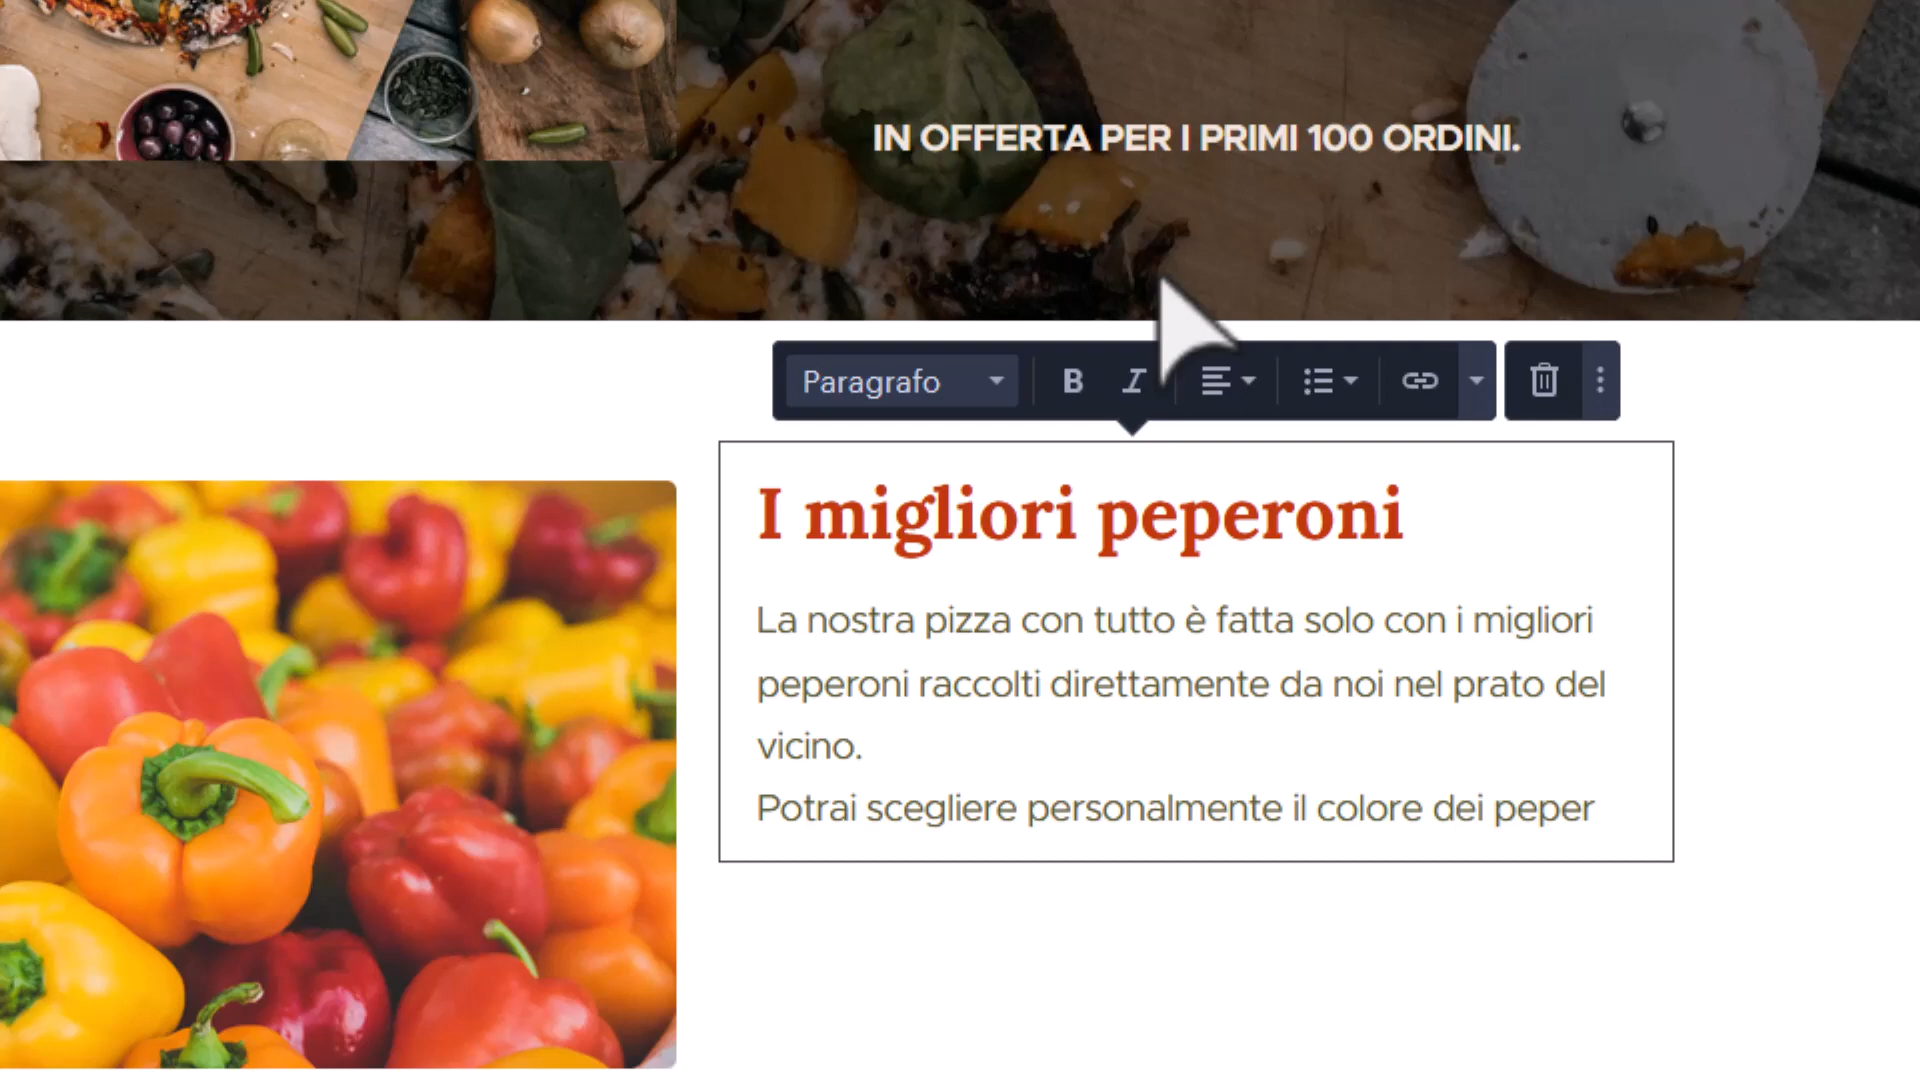 IN OFFERTA PER I PRIMI 100 ORDINI.
Paragrafo B I
I migliori peperoni
La nostra pizza con tutto è fatta solo con i migliori
peperoni raccolti direttamente da noi nel prato del
vicino.
Potrai scegliere personalmente il colore dei peper